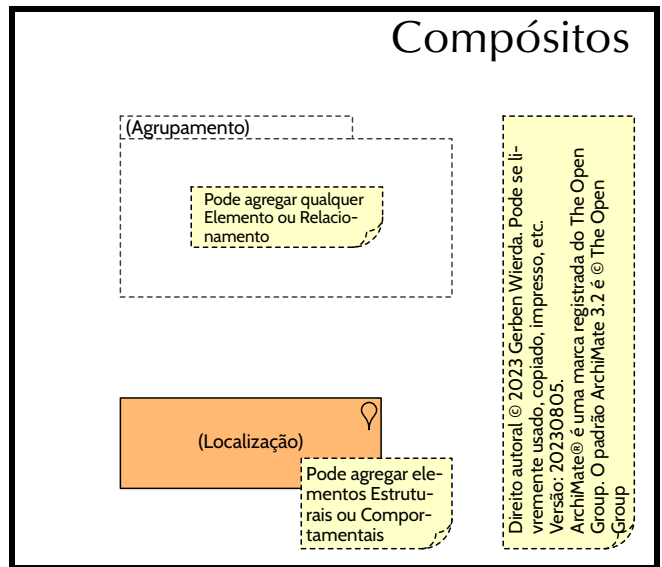 Compósitos
(Agrupamento)
Pode agregar qualquer
Elemento ou Relacio-
namento
(Localização)
Pode agregar ele-
mentos Estrutu-
rais ou Compor-
tamentais
Direito autoral © 2023 Gerben Wierda. Pode se li-
vremente usado, copiado, impresso, etc.
Versão: 20230805.
ArchiMate® é uma marca registrada do The Open
Group. O padrão ArchiMate 3.2 é © The Open
Group